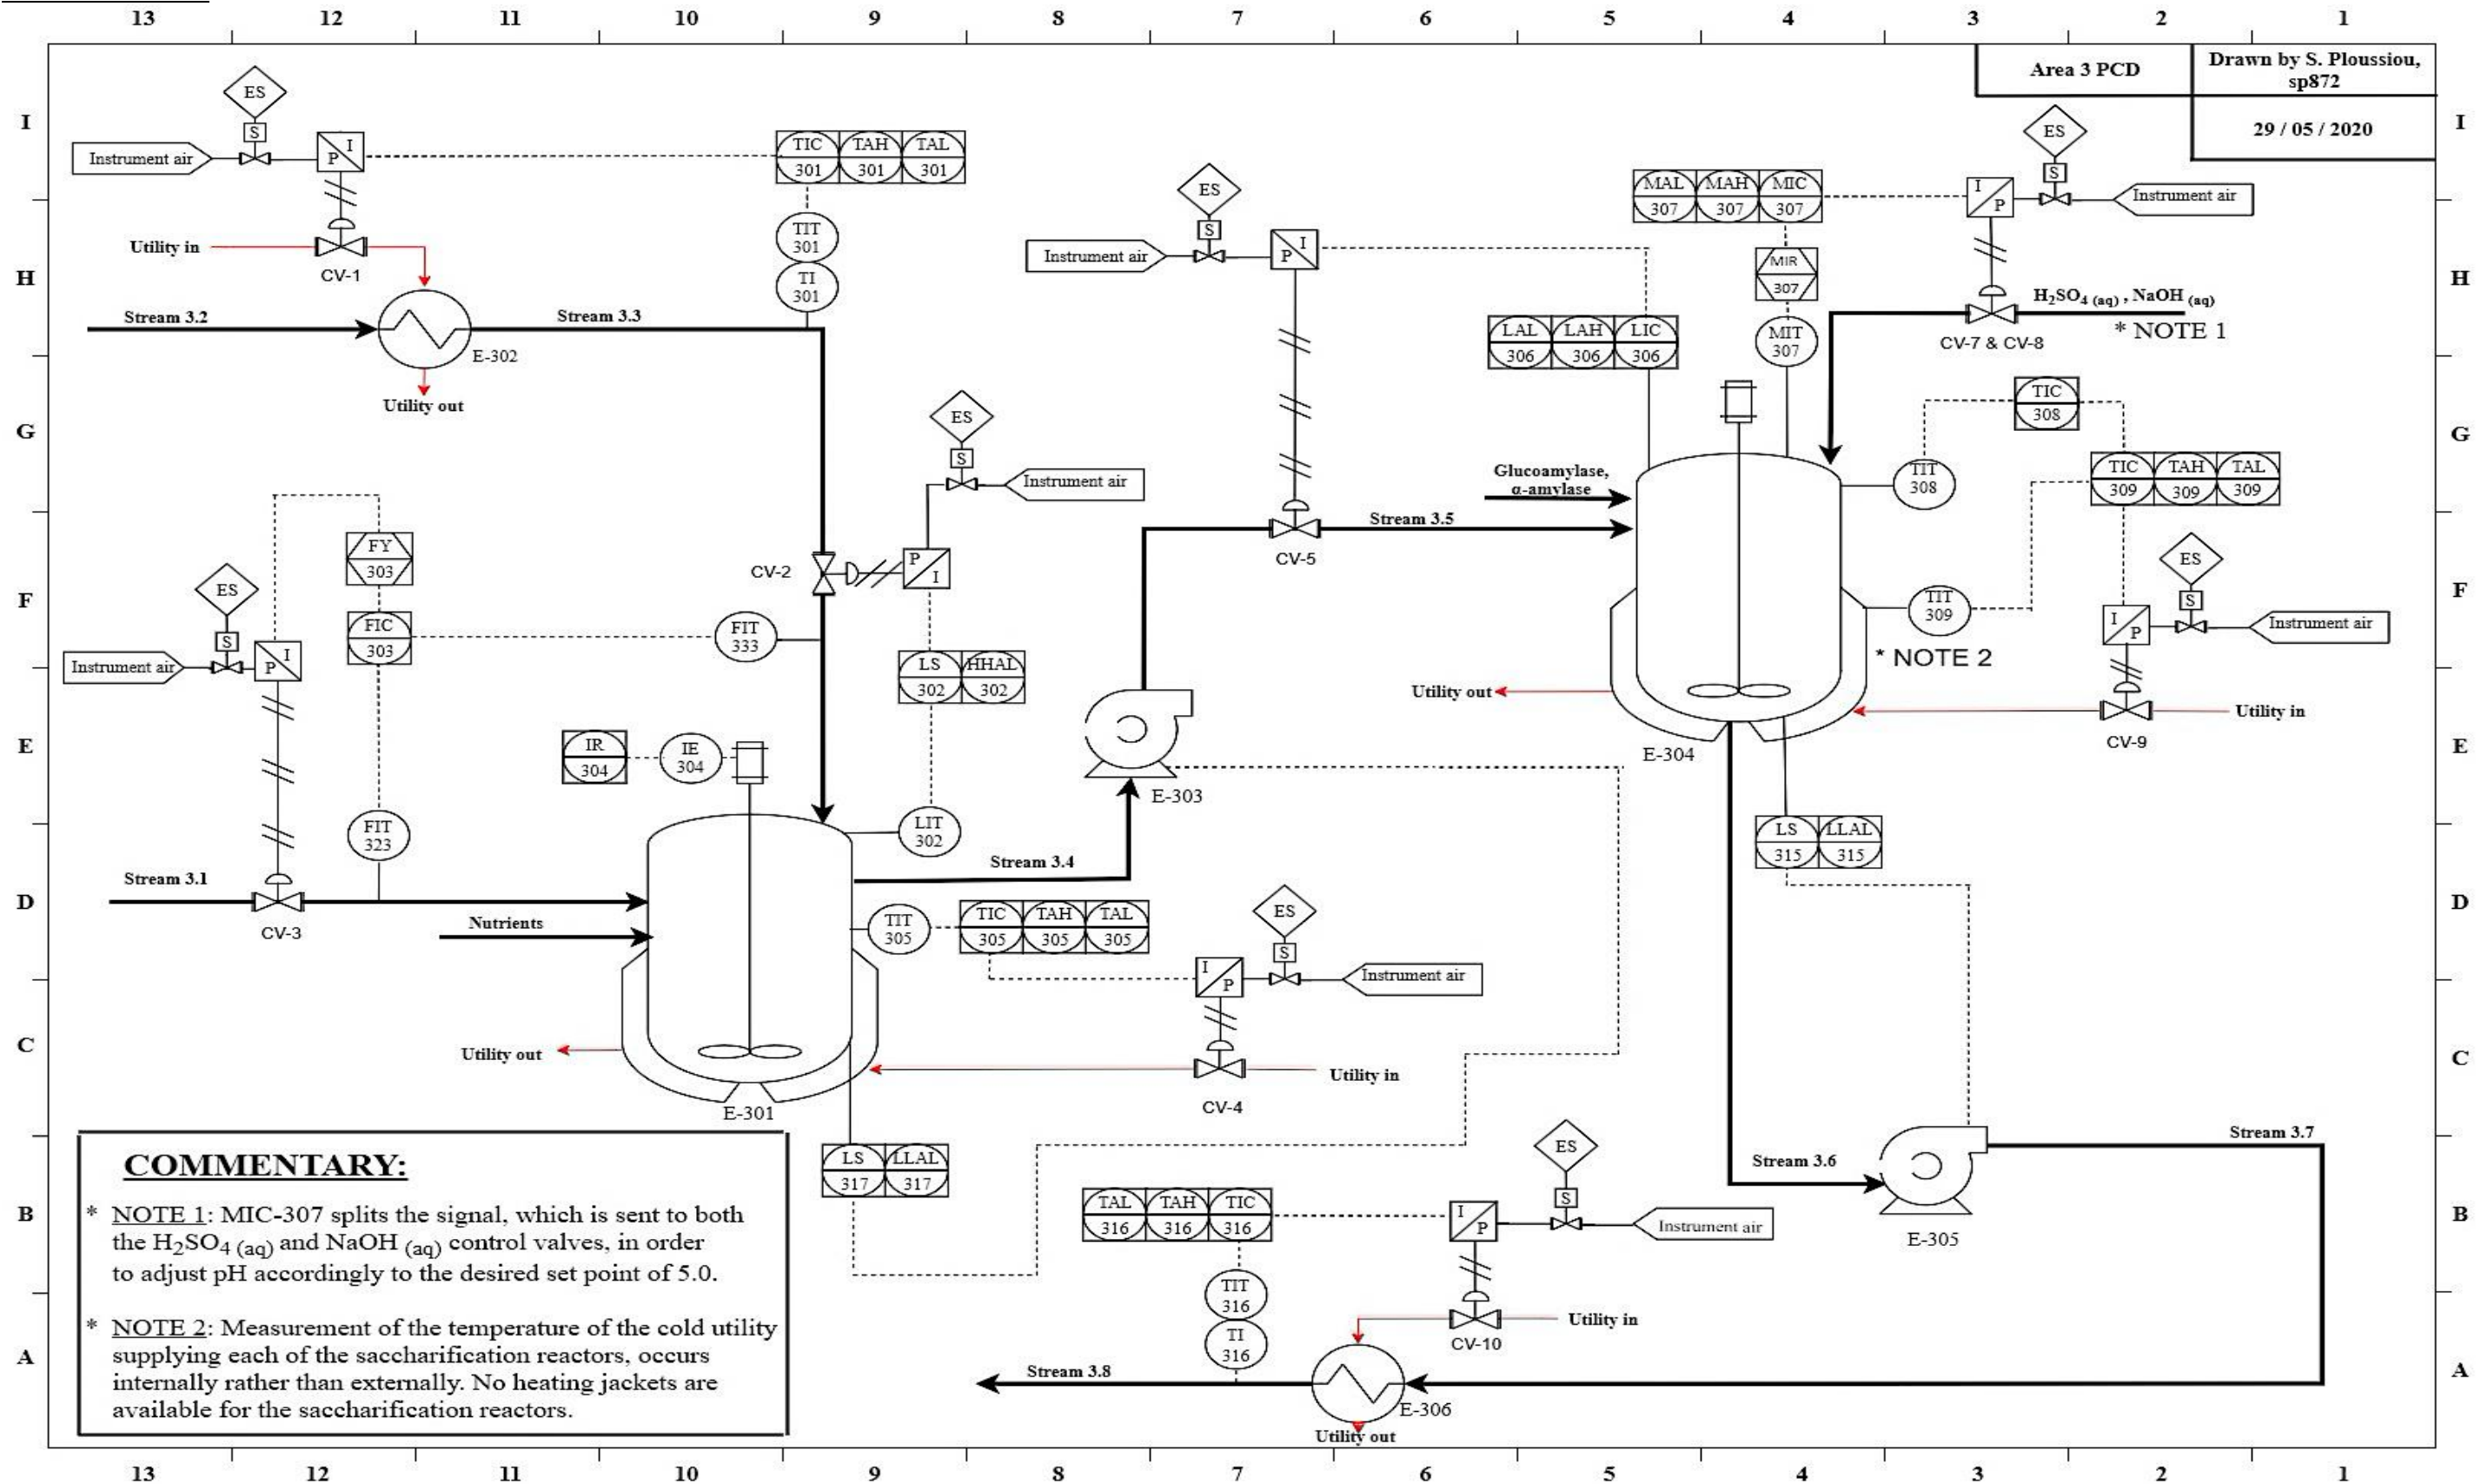 13 12 11 10 9 8 7 6 5 4 3 2 1
Area 3 PCD
Drawn by S. Ploussiou,
sp872
29 / 05 / 2020
I
I
H
H
G
G
F
F
E
E
D
D
C
C
B
B
A
A
ES
S
Instrument air
P I
TIC TAH TAL
301 301 301
TIT
301
TI
301
Utility in
CV-1
Stream 3.2
Stream 3.3
E-302
Utility out
ES
S
Instrument air
P I
CV-2
LS HHAL
302 302
LIT
302
FIT
333
FY
303
FIC
303
ES
S
Instrument air
P I
FIT
323
Stream 3.1
CV-3
Nutrients
IR
304
IE
304
E-301
Utility out
Stream 3.4
TIT
305
TIC TAH TAL
305 305 305
ES
S
Instrument air
I P
Utility in
CV-4
LS LLAL
317 317
E-303
ES
S
Instrument air
P I
CV-5
Stream 3.5
Glucoamylase,
α-amylase
LAL LAH LIC
306 306 306
MAL MAH MIC
307 307 307
MIR
307
MIT
307
ES
S
Instrument air
I P
H₂SO₄ (aq) , NaOH (aq)
* NOTE 1
CV-7 & CV-8
TIC
308
TIT
308
TIC TAH TAL
309 309 309
TIT
309
* NOTE 2
ES
S
Instrument air
I P
Utility in
CV-9
Utility out
E-304
LS LLAL
315 315
Stream 3.6
E-305
Stream 3.7
TAL TAH TIC
316 316 316
TIT
316
TI
316
ES
S
Instrument air
I P
Utility in
CV-10
E-306
Utility out
Stream 3.8
COMMENTARY:
* NOTE 1: MIC-307 splits the signal, which is sent to both
the H₂SO₄ (aq) and NaOH (aq) control valves, in order
to adjust pH accordingly to the desired set point of 5.0.
* NOTE 2: Measurement of the temperature of the cold utility
supplying each of the saccharification reactors, occurs
internally rather than externally. No heating jackets are
available for the saccharification reactors.
13 12 11 10 9 8 7 6 5 4 3 2 1